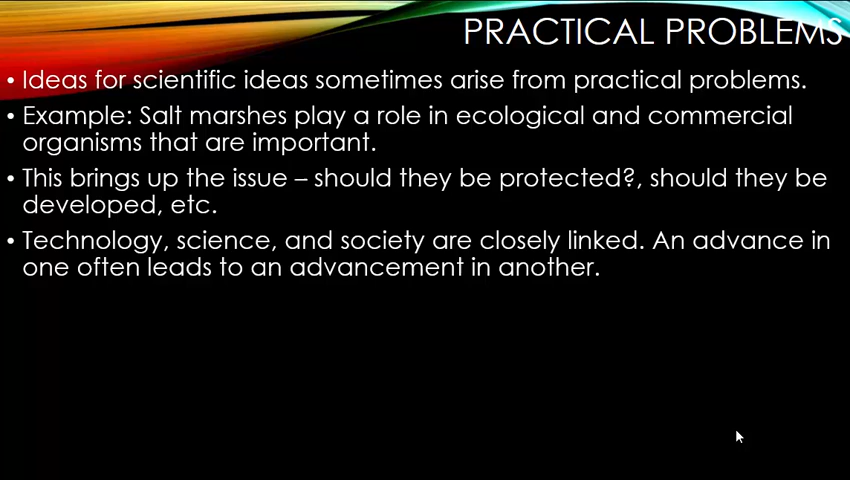 PRACTICAL PROBLEMS
• Ideas for scientific ideas sometimes arise from practical problems.
• Example: Salt marshes play a role in ecological and commercial
organisms that are important.
• This brings up the issue – should they be protected?, should they be
developed, etc.
• Technology, science, and society are closely linked. An advance in
one often leads to an advancement in another.